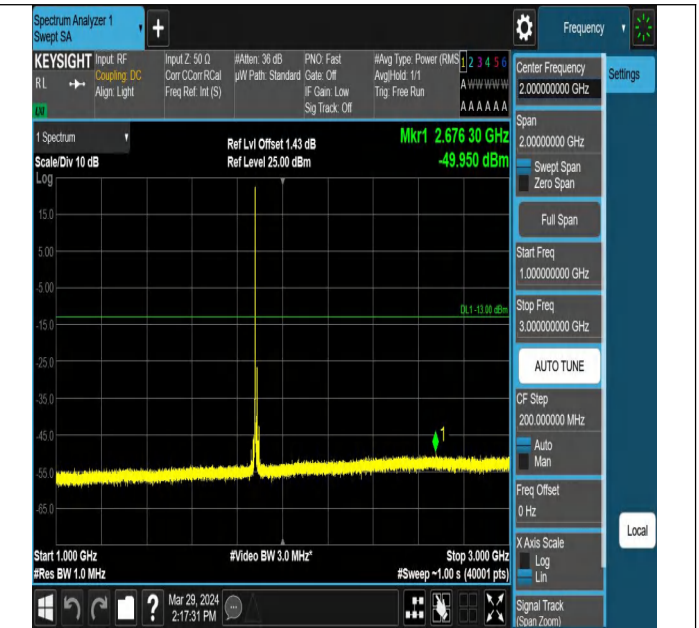 Spectrum Analyzer 1
Swept SA
+
Frequency
KEYSIGHT
RL
Input: RF
Coupling: DC
Align: Light
Input Z: 50 Ω
Corr CCorr RCal
Freq Ref: Int (S)
#Atten: 36 dB
µW Path: Standard
PNO: Fast
Gate: Off
IF Gain: Low
Sig Track: Off
#Avg Type: Power (RMS
Avg|Hold: 1/1
Trig: Free Run
1 2 3 4 5 6
A W W W W W
A A A A A A
1 Spectrum
Scale/Div 10 dB
Log
Ref Lvl Offset 1.43 dB
Ref Level 25.00 dBm
Mkr1 2.676 30 GHz
-49.950 dBm
15.0
5.00
-5.00
DL1 -13.00 dBm
-15.0
-25.0
-35.0
-45.0
1
-55.0
-65.0
Start 1.000 GHz
#Res BW 1.0 MHz
#Video BW 3.0 MHz*
Stop 3.000 GHz
#Sweep ~1.00 s (40001 pts)
?
Mar 29, 2024
2:17:31 PM
Center Frequency
2.000000000 GHz
Settings
Span
2.00000000 GHz
Swept Span
Zero Span
Full Span
Start Freq
1.000000000 GHz
Stop Freq
3.000000000 GHz
AUTO TUNE
CF Step
200.000000 MHz
Auto
Man
Freq Offset
0 Hz
X Axis Scale
Log
Lin
Local
Signal Track
(Span Zoom)